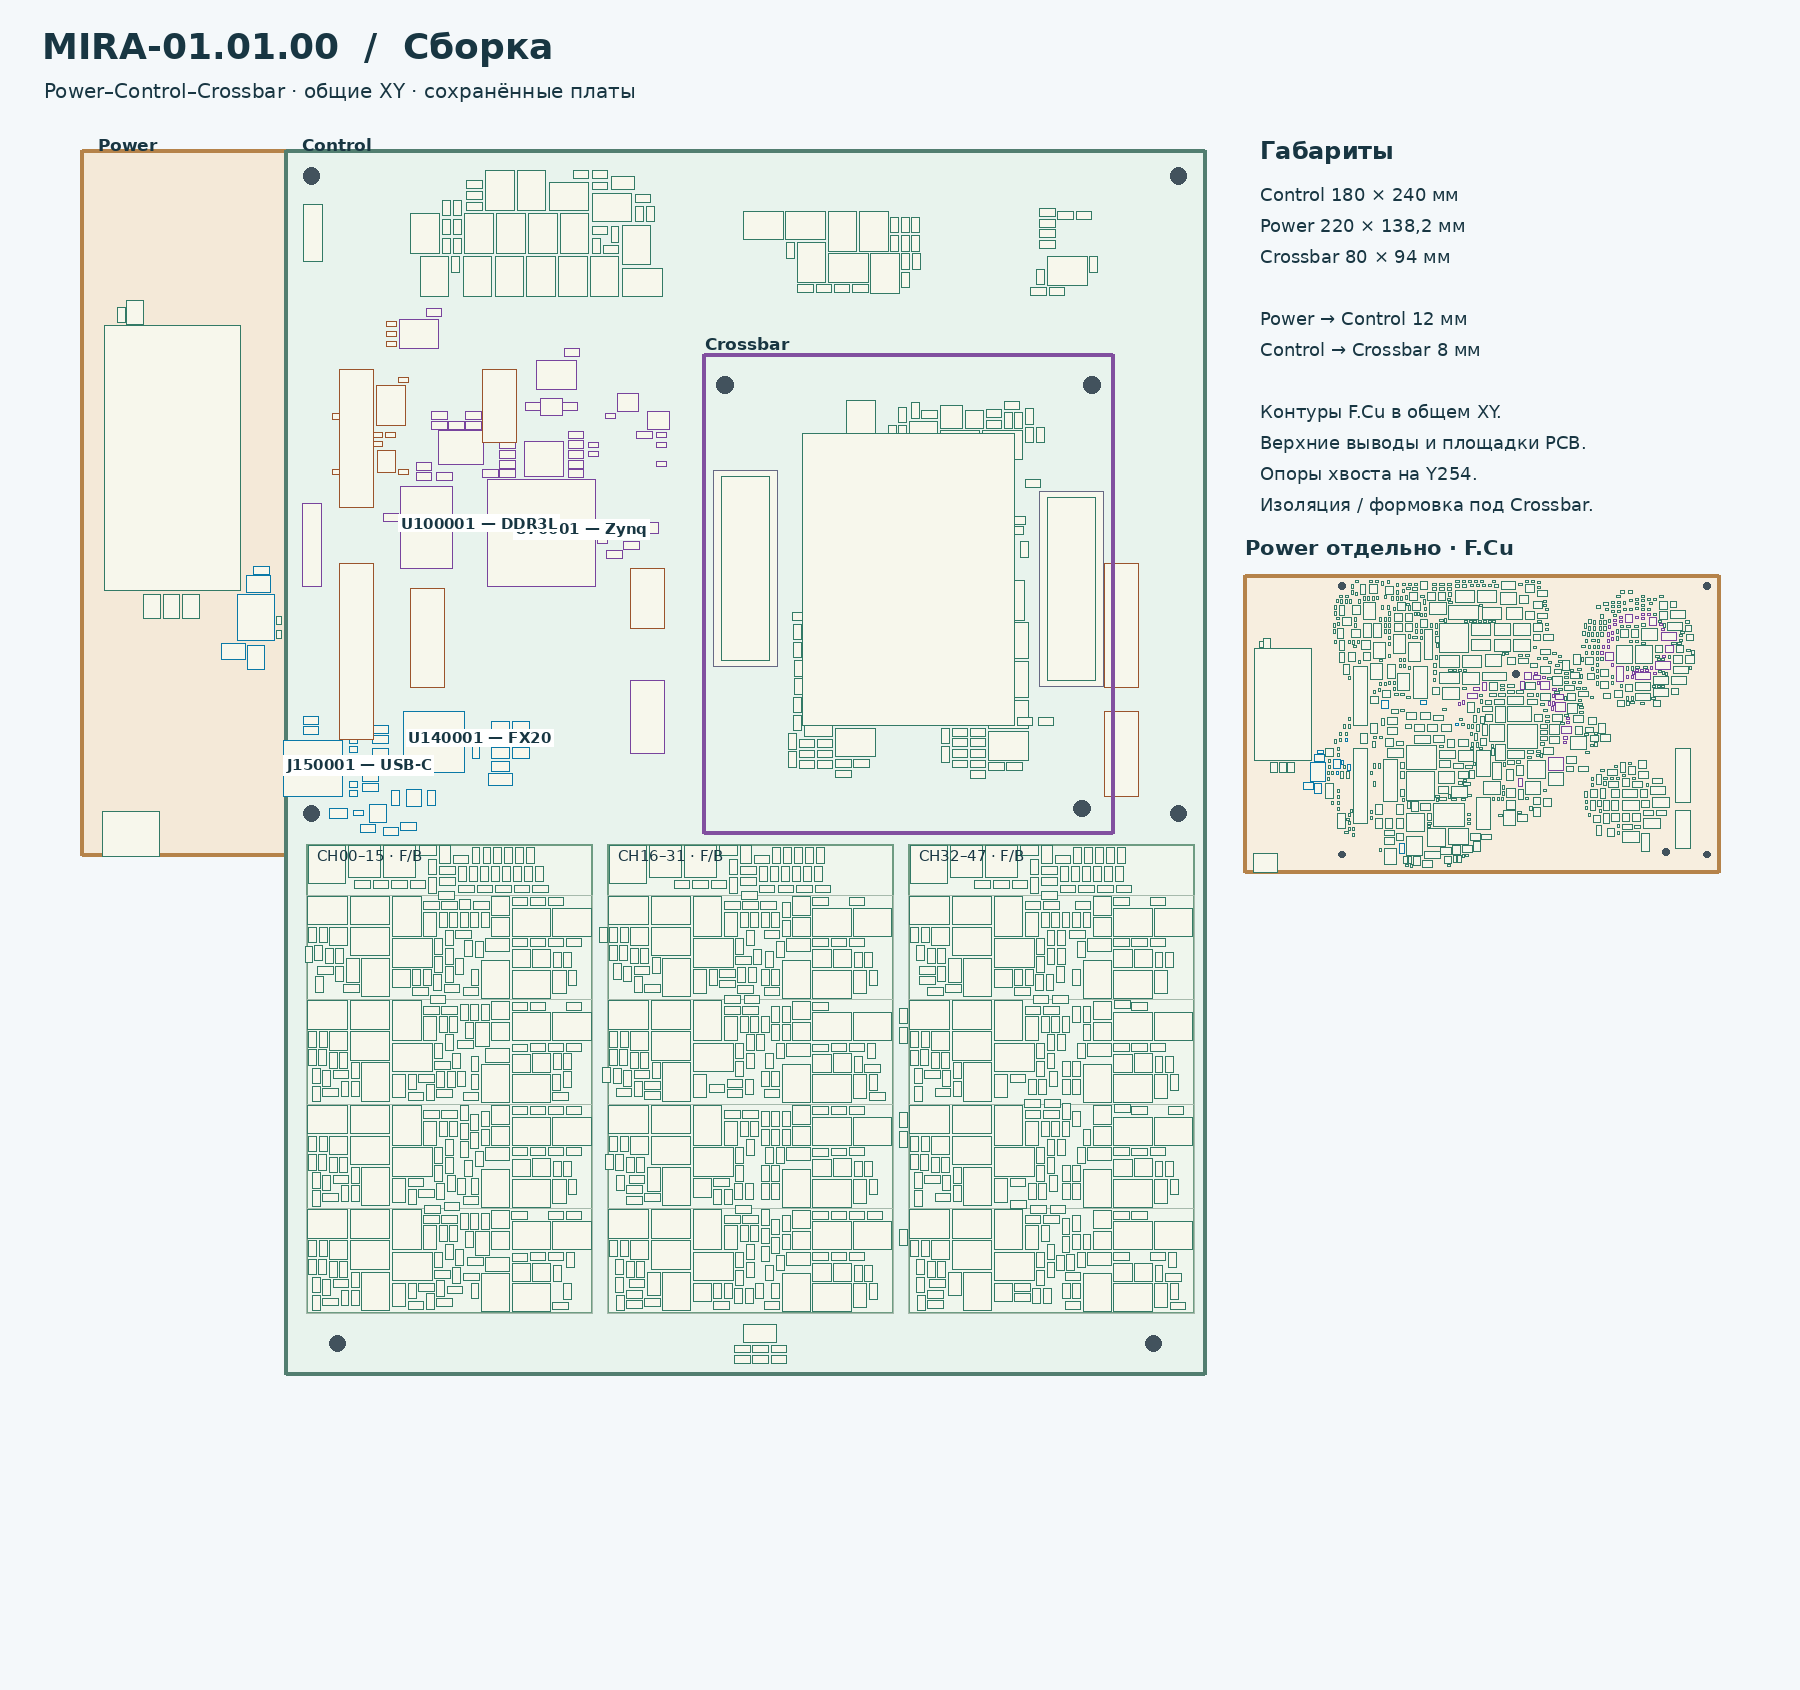 MIRA-01.01.00 / Сборка
Power–Control–Crossbar · общие XY · сохранённые платы
Power
Control
Crossbar
U100001 — DDR3L
01 — Zynq
U140001 — FX20
J150001 — USB-C
CH00–15 · F/B
CH16–31 · F/B
CH32–47 · F/B
Габариты
Control 180 × 240 мм
Power 220 × 138,2 мм
Crossbar 80 × 94 мм
Power → Control 12 мм
Control → Crossbar 8 мм
Контуры F.Cu в общем XY.
Верхние выводы и площадки PCB.
Опоры хвоста на Y254.
Изоляция / формовка под Crossbar.
Power отдельно · F.Cu